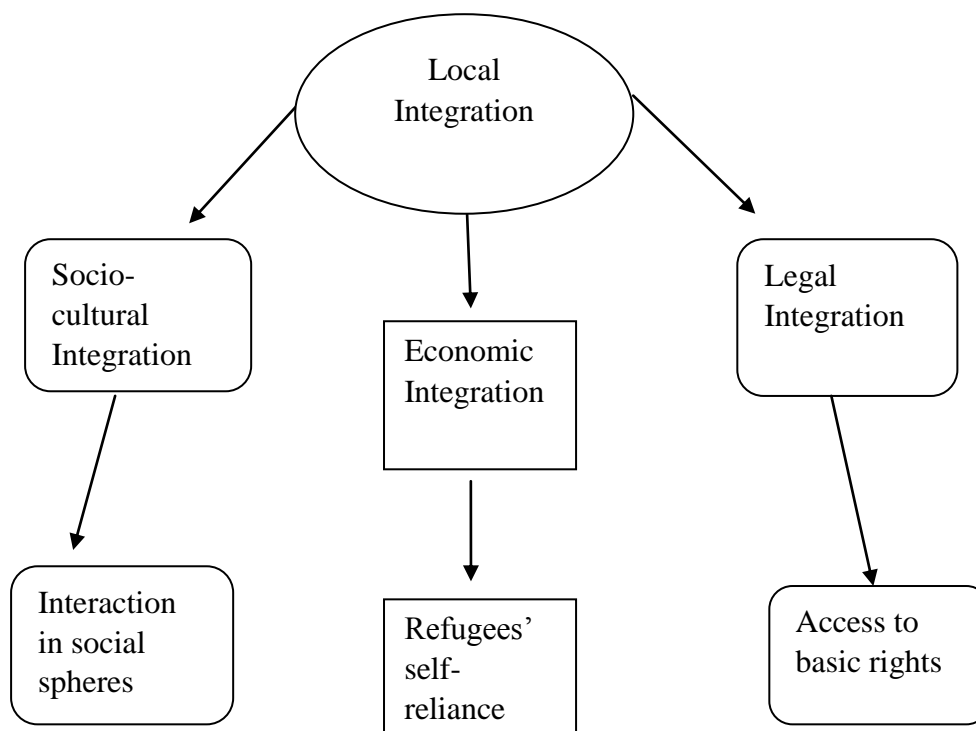 Local
Integration
Socio-
cultural
Integration
Economic
Integration
Legal
Integration
Interaction
in social
spheres
Refugees’
self-
reliance
Access to
basic rights